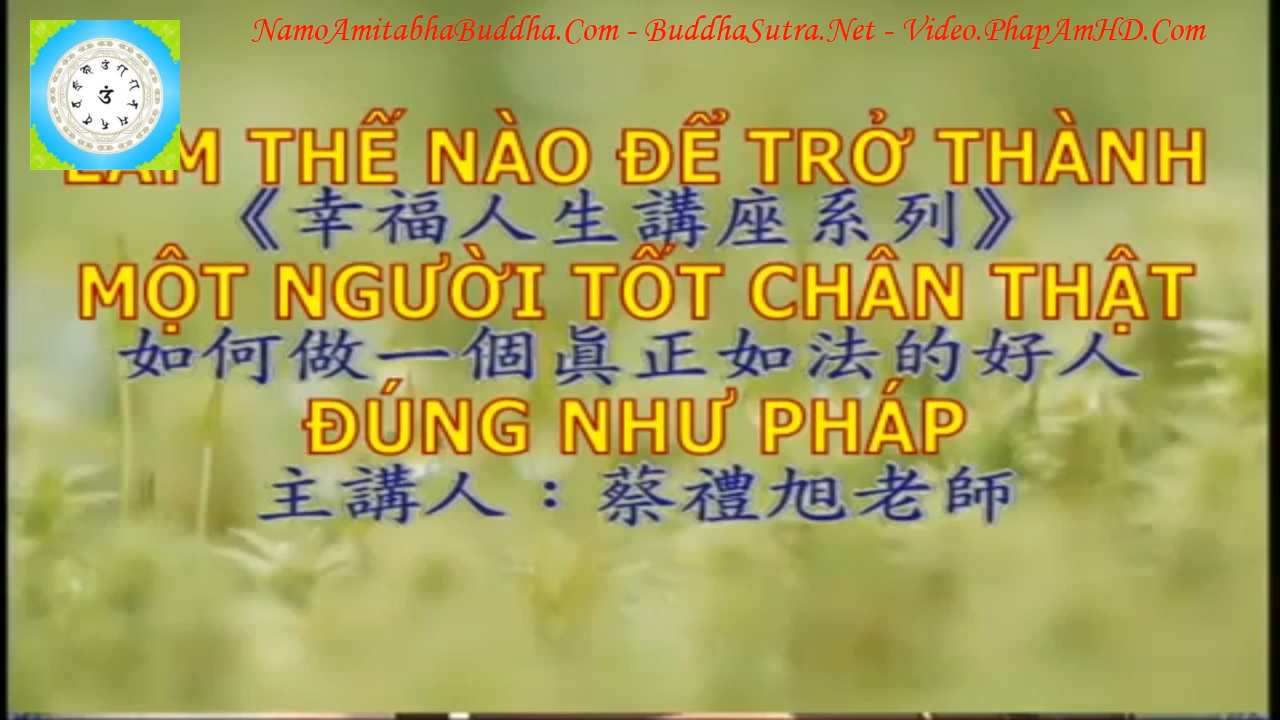 NamoAmitabhaBuddha.Com - BuddhaSutra.Net - Video.PhapAmHD.Com
LÀM THẾ NÀO ĐỂ TRỞ THÀNH
《幸福人生講座系列》
MỘT NGƯỜI TỐT CHÂN THẬT
如何做一個眞正如法的好人
ĐÚNG NHƯ PHÁP
主講人：蔡禮旭老師